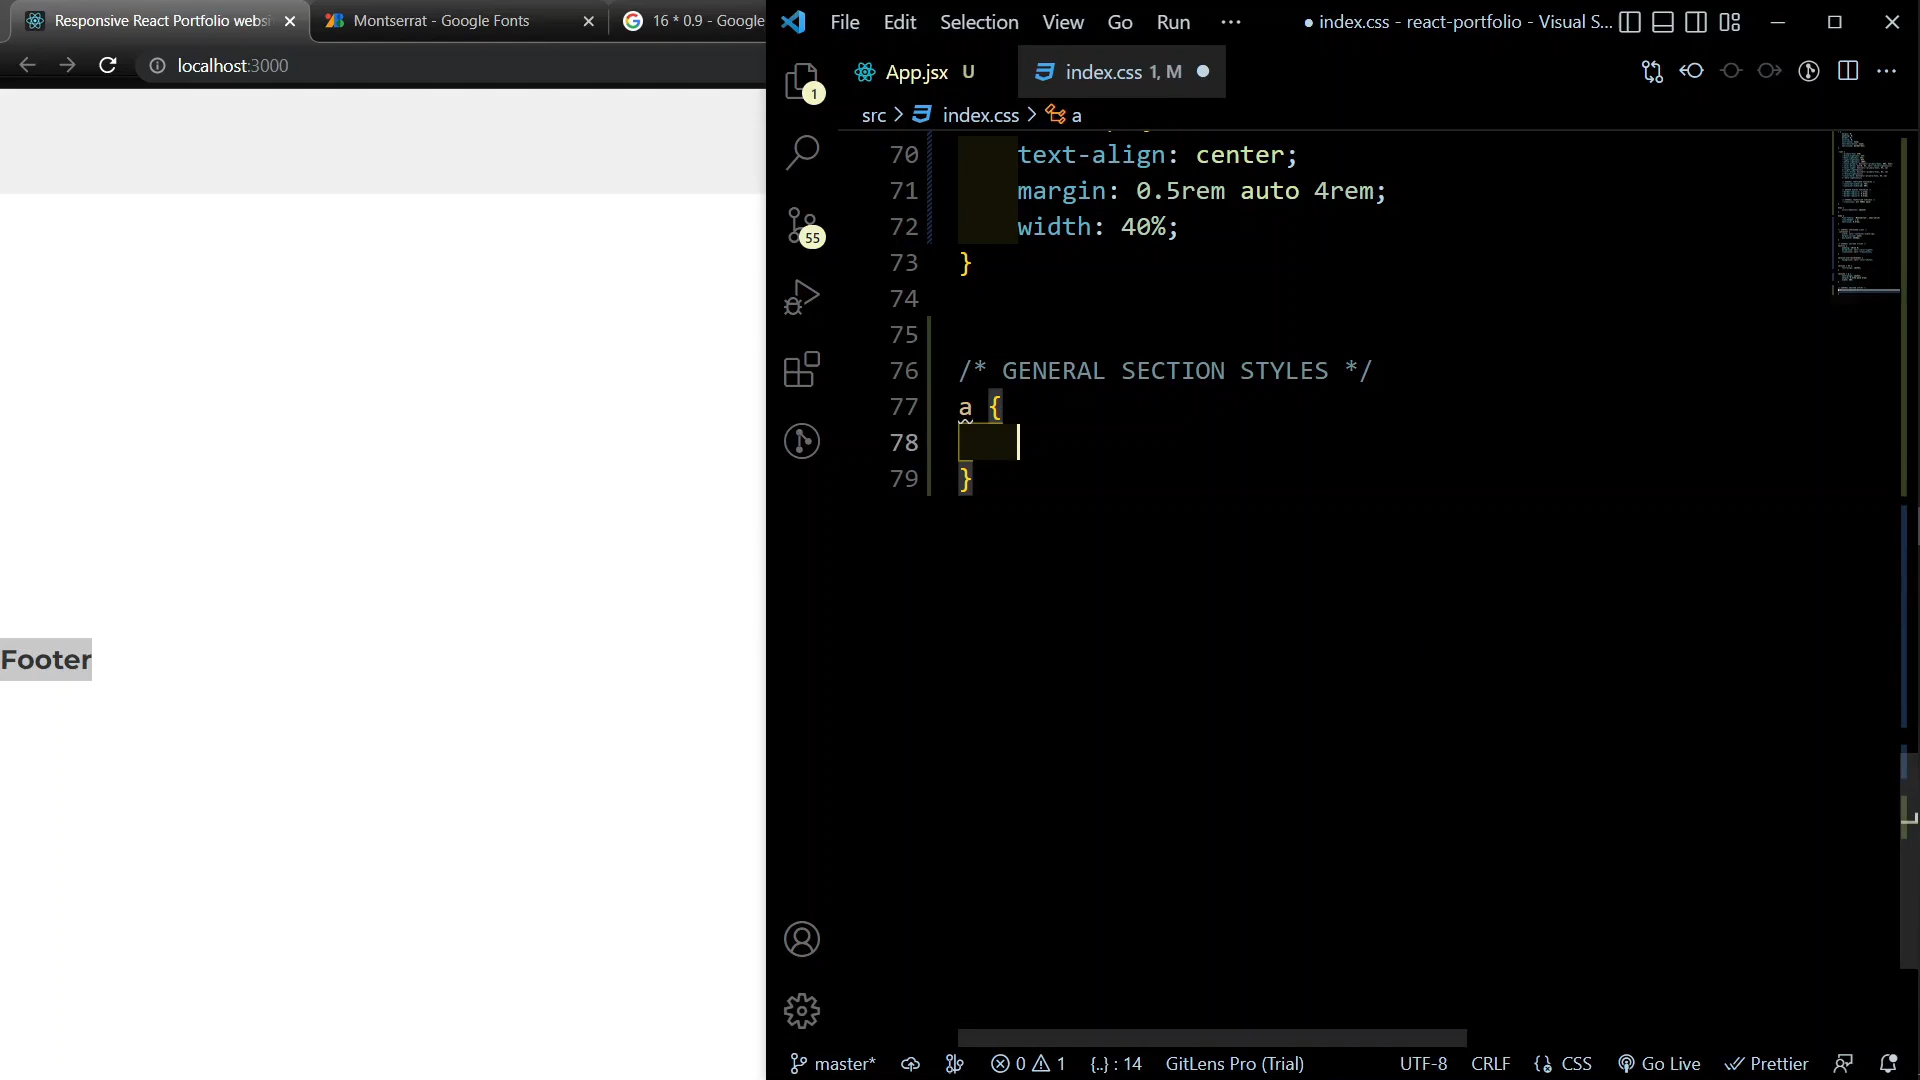 Responsive React Portfolio websi
Montserrat - Google Fonts
16 * 0.9 - Google
File Edit Selection View Go Run ···
● index.css - react-portfolio - Visual S...
localhost:3000
App.jsx U
index.css 1, M
1
src > index.css > a
70 text-align: center;
71 margin: 0.5rem auto 4rem;
72 width: 40%;
55
73 }
74
75
76 /* GENERAL SECTION STYLES */
77 a {
78
79 }
Footer
master* 0 1 {..} : 14 GitLens Pro (Trial) UTF-8 CRLF CSS Go Live Prettier